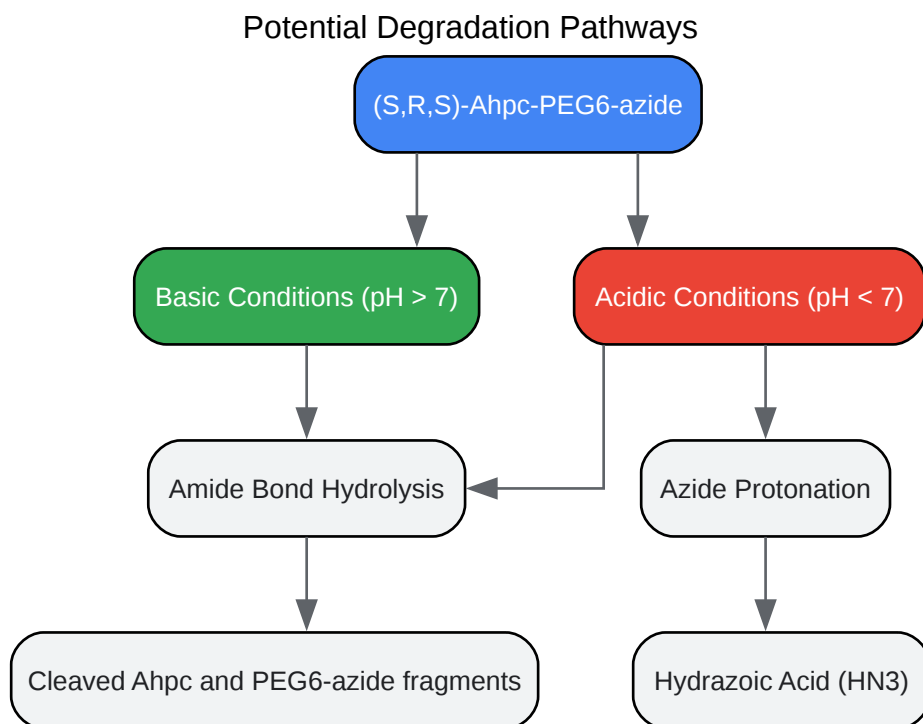 Potential Degradation Pathways
(S,R,S)-Ahpc-PEG6-azide
Basic Conditions (pH > 7)
Acidic Conditions (pH < 7)
Amide Bond Hydrolysis
Azide Protonation
Cleaved Ahpc and PEG6-azide fragments
Hydrazoic Acid (HN3)